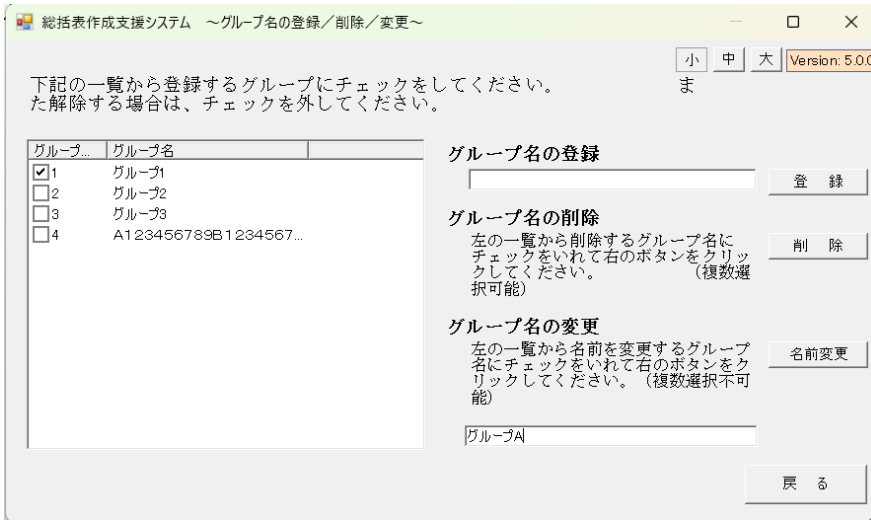 総括表作成支援システム　～グループ名の登録／削除／変更～
小 中 大 Version: 5.0.0
下記の一覧から登録するグループにチェックをしてください。　ま
た解除する場合は、チェックを外してください。
グループ... グループ名
1 グループ1
2 グループ2
3 グループ3
4 A123456789B1234567...
グループ名の登録
登　録
グループ名の削除
左の一覧から削除するグループ名に
チェックをいれて右のボタンをクリッ
クしてください。　（複数選
択可能）
削　除
グループ名の変更
左の一覧から名前を変更するグループ
名にチェックをいれて右のボタンをク
リックしてください。（複数選択不可
能）
名前変更
グループA
戻　る